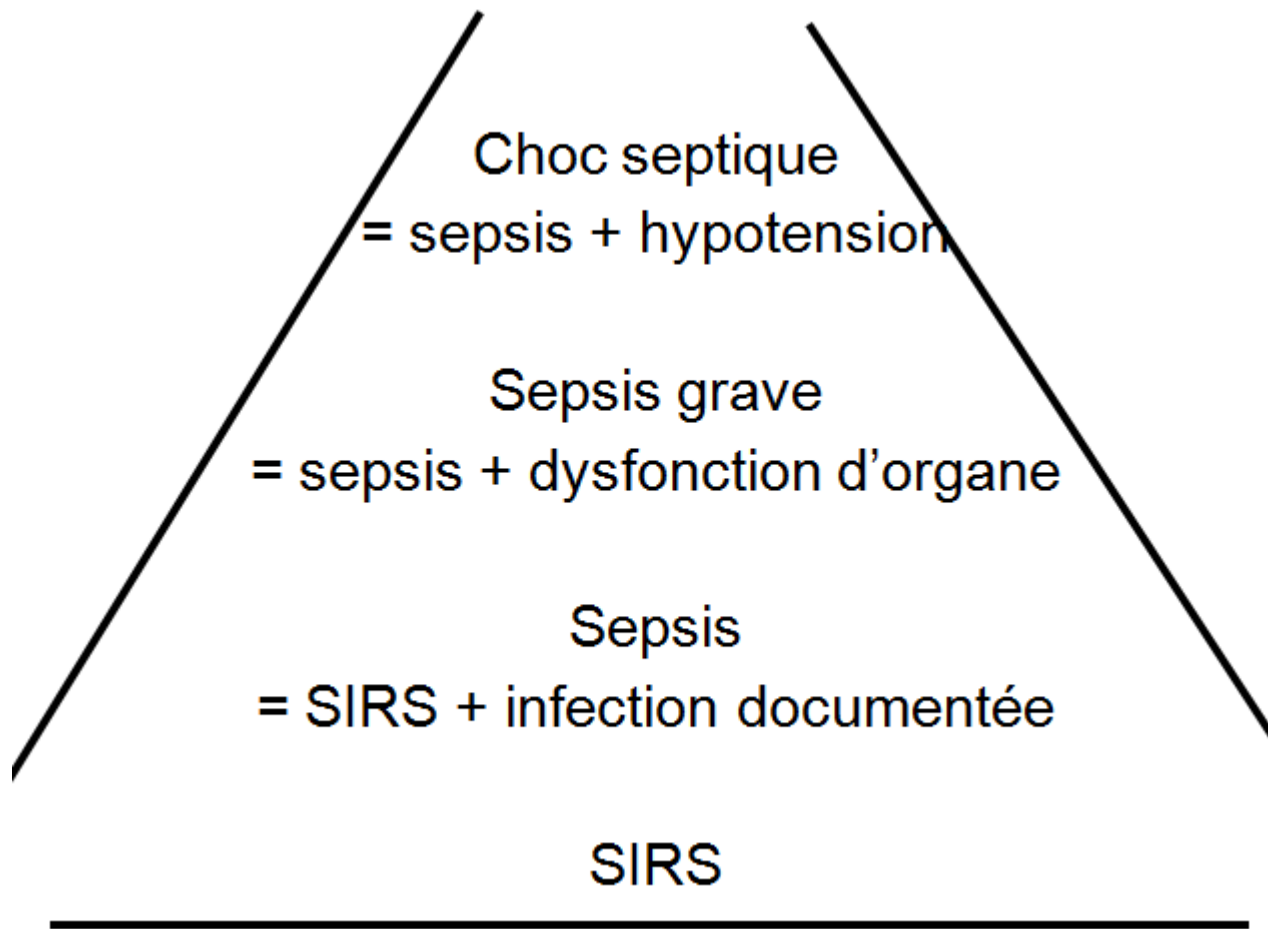 Choc septique
= sepsis + hypotension
Sepsis grave
= sepsis + dysfonction d’organe
Sepsis
= SIRS + infection documentée
SIRS